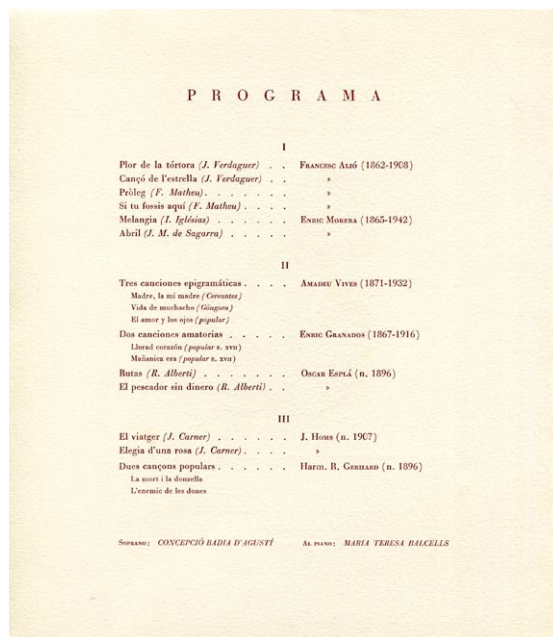 PROGRAMA
I
Plor de la tórtora (J. Verdaguer) . . Francesc Alió (1862-1908)
Cançó de l'estrella (J. Verdaguer) . . »
Pròleg (F. Matheu). . . . . . . »
Si tu fossis aquí (F. Matheu) . . . . »
Melangia (I. Iglésias) . . . . . . Enric Morera (1865-1942)
Abril (J. M. de Sagarra) . . . . . »
II
Tres canciones epigramáticas . . . . Amadeu Vives (1871-1932)
Madre, la mi madre (Cervantes)
Vida de muchacho (Góngora)
El amor y los ojos (popular)
Dos canciones amatorias . . . . . Enric Granados (1867-1916)
Llorad corazón (popular s. xvii)
Mañanica era (popular s. xvii)
Rutas (R. Alberti) . . . . . . . Oscar Esplá (n. 1896)
El pescador sin dinero (R. Alberti) . . »
III
El viatger (J. Carner) . . . . . . J. Homs (n. 1907)
Elegia d'una rosa (J. Carner) . . . . »
Dues cançons populars . . . . . . Harm. R. Gerhard (n. 1896)
La mort i la donzella
L'enemic de les dones
Soprano: CONCEPCIÓ BADIA D'AGUSTÍ Al piano: MARIA TERESA BALCELLS